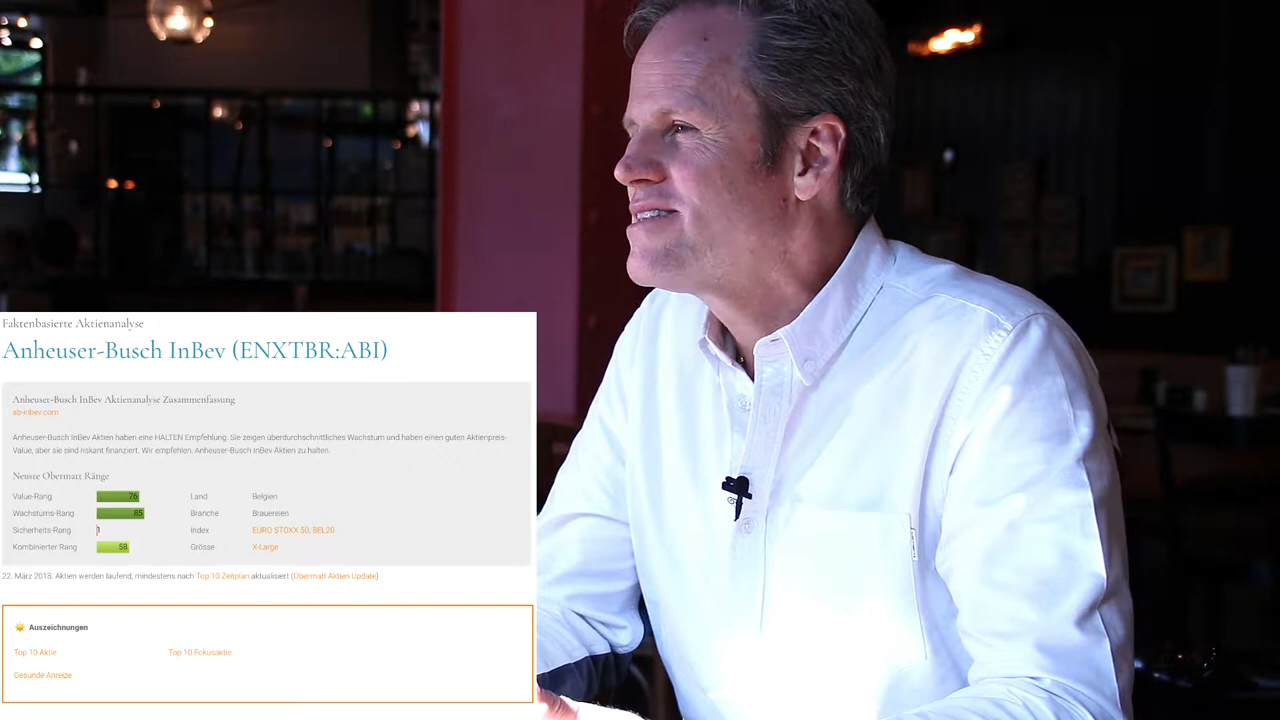 Faktenbasierte Aktienanalyse
Anheuser-Busch InBev (ENXTBR:ABI)
Anheuser-Busch InBev Aktienanalyse Zusammenfassung
ab-inbev.com
Anheuser-Busch InBev Aktien haben eine HALTEN Empfehlung. Sie zeigen überdurchschnittliches Wachstum und haben einen guten Aktienpreis-
Value, aber sie sind riskant finanziert. Wir empfehlen, Anheuser-Busch InBev Aktien zu halten.
Neuste Obermatt Ränge
Value-Rang 76 Land Belgien
Wachstums-Rang 85 Branche Brauereien
Sicherheits-Rang 1 Index EURO STOXX 50, BEL20
Kombinierter Rang 58 Grösse X-Large
22. März 2018. Aktien werden laufend, mindestens nach Top 10 Zeitplan aktualisiert (Obermatt Aktien Update)
Auszeichnungen
Top 10 Aktie Top 10 Fokusaktie
Gesunde Anreize